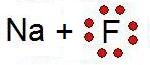 Na + F